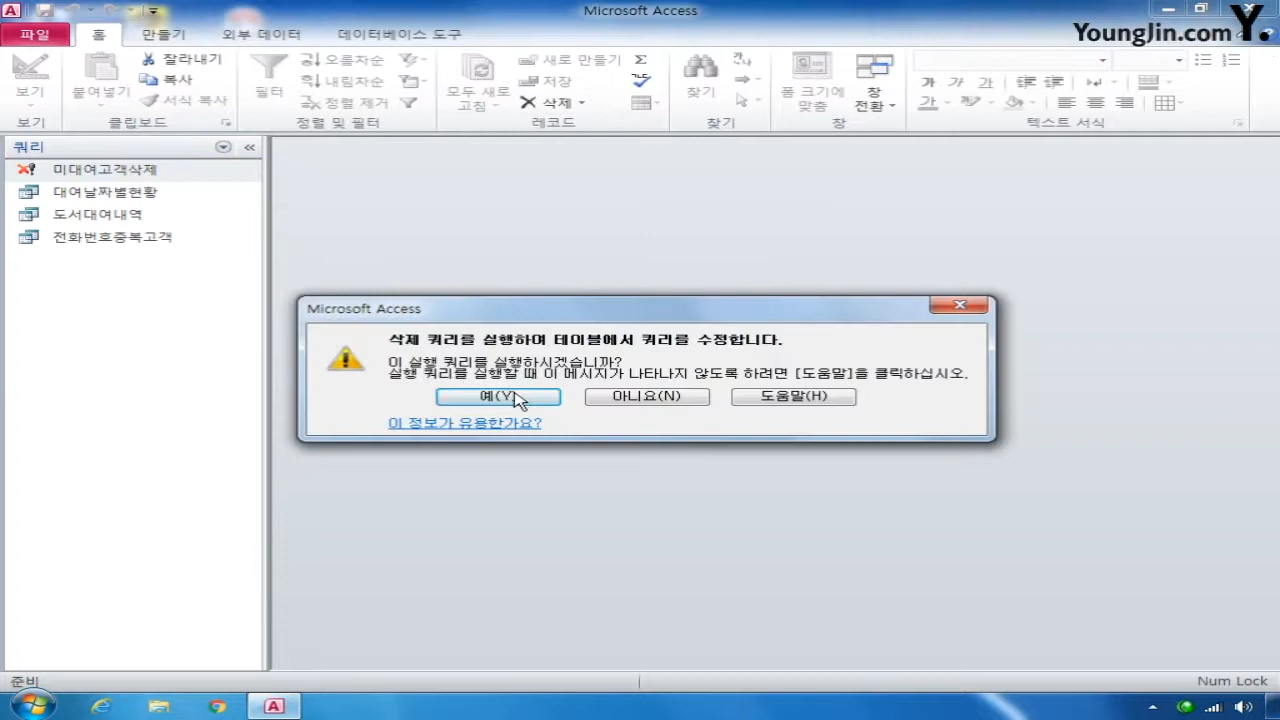 Microsoft Access
YoungJin.com Y.
파일 홈 만들기 외부 데이터 데이터베이스 도구
보기
붙여넣기
잘라내기
복사
서식 복사
필터
오름차순
내림차순
정렬 제거
모두 새로 고침
새로 만들기
저장
삭제
찾기
폼 크기에 맞춤
창 전환
가 가 가
가
보기 클립보드 정렬 및 필터 레코드 찾기 창 텍스트 서식
쿼리
미대여고객삭제
대여날짜별현황
도서대여내역
전화번호중복고객
Microsoft Access
삭제 쿼리를 실행하여 테이블에서 쿼리를 수정합니다.
이 실행 쿼리를 실행하시겠습니까?
실행 쿼리를 실행할 때 이 메시지가 나타나지 않도록 하려면 [도움말]을 클릭하십시오.
예(Y) 아니요(N) 도움말(H)
이 정보가 유용한가요?
준비
Num Lock